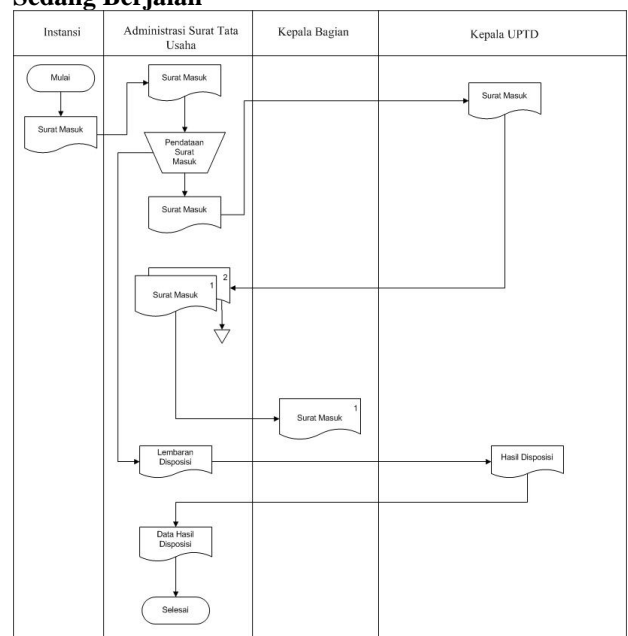 Sedang Berjalan
Instansi
Administrasi Surat Tata
Usaha
Kepala Bagian
Kepala UPTD
Mulai
Surat Masuk
Surat Masuk
Surat Masuk
Pendataan
Surat
Masuk
Surat Masuk
2
1
Surat Masuk
1
Surat Masuk
Lembaran
Disposisi
Hasil Disposisi
Data Hasil
Disposisi
Selesai